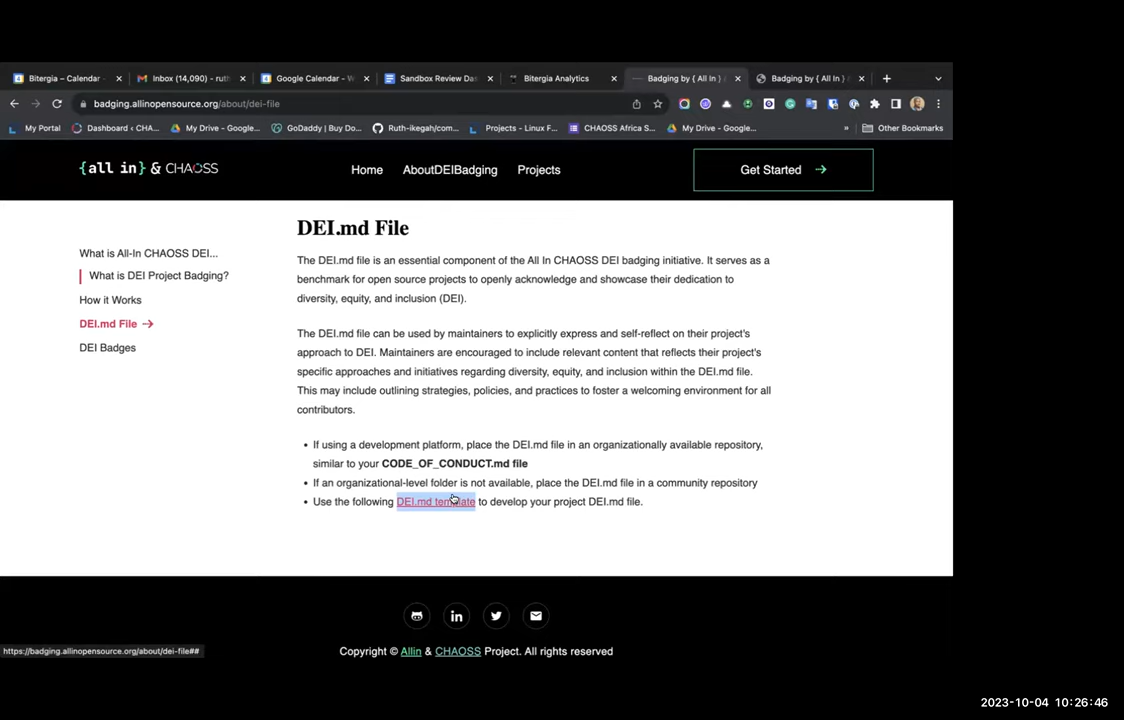 Bitergia – Calendar
Inbox (14,090) - ruth
Google Calendar - W
Sandbox Review Das
Bitergia Analytics
Badging by { All In }
Badging by { All In }
badging.allinopensource.org/about/dei-file
My Portal
Dashboard ‹ CHA...
My Drive – Google...
GoDaddy | Buy Do...
Ruth-ikegah/com...
Projects - Linux F...
CHAOSS Africa S...
My Drive - Google...
»
Other Bookmarks
{all in} & CHAOSS
Home
AboutDEIBadging
Projects
Get Started
What is All-In CHAOSS DEI...
What is DEI Project Badging?
How it Works
DEI.md File
DEI Badges
DEI.md File
The DEI.md file is an essential component of the All In CHAOSS DEI badging initiative. It serves as a
benchmark for open source projects to openly acknowledge and showcase their dedication to
diversity, equity, and inclusion (DEI).
The DEI.md file can be used by maintainers to explicitly express and self-reflect on their project's
approach to DEI. Maintainers are encouraged to include relevant content that reflects their project's
specific approaches and initiatives regarding diversity, equity, and inclusion within the DEI.md file.
This may include outlining strategies, policies, and practices to foster a welcoming environment for all
contributors.
• If using a development platform, place the DEI.md file in an organizationally available repository,
similar to your CODE_OF_CONDUCT.md file
• If an organizational-level folder is not available, place the DEI.md file in a community repository
• Use the following DEI.md template to develop your project DEI.md file.
https://badging.allinopensource.org/about/dei-file##
Copyright © Allin & CHAOSS Project. All rights reserved
2023-10-04 10:26:46